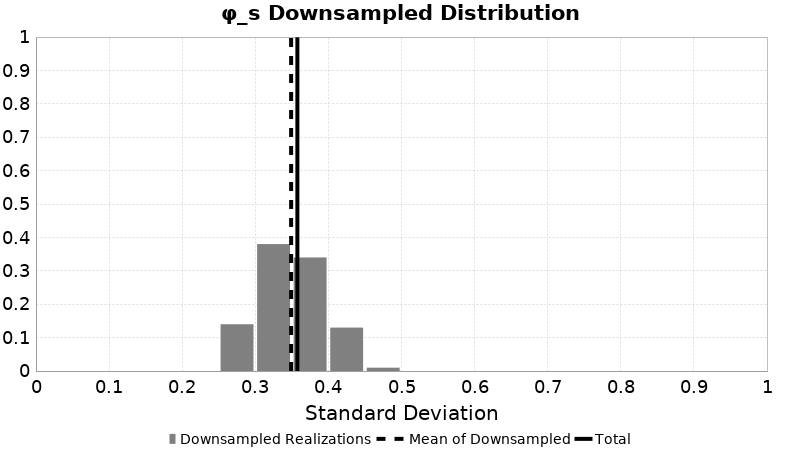 φ_s Downsampled Distribution
1
0.9
0.8
0.7
0.6
0.5
0.4
0.3
0.2
0.1
0
0 0.1 0.2 0.3 0.4 0.5 0.6 0.7 0.8 0.9 1
Standard Deviation
Downsampled Realizations Mean of Downsampled Total